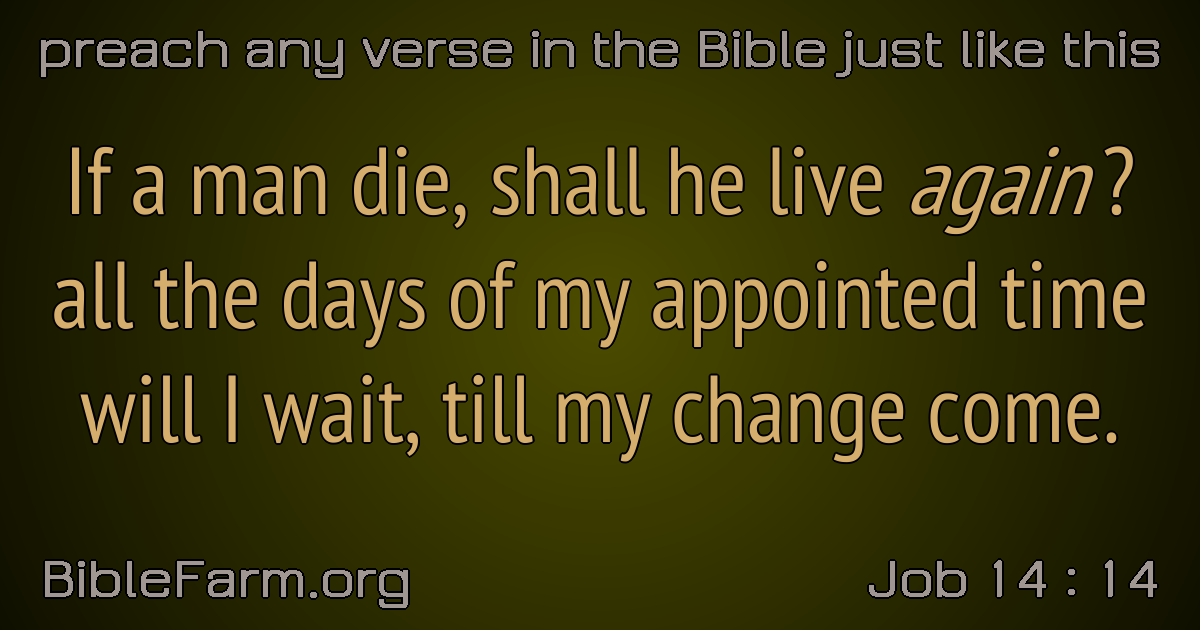 preach any verse in the Bible just like this
If a man die, shall he live again?
all the days of my appointed time
will I wait, till my change come.
BibleFarm.org
Job 14 : 14